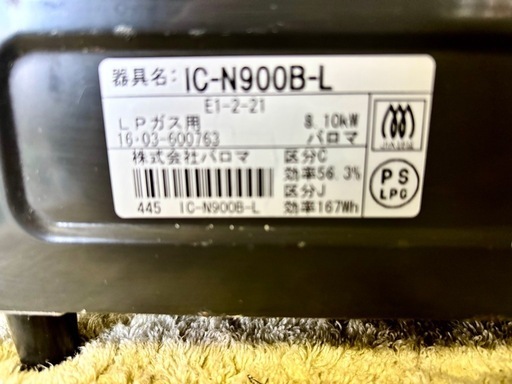 器具名: IC-N900B-L
E1-2-21
LPガス用 8.10kW
16・03-600763 パロマ
株式会社パロマ 区分C
効率56.3%
区分J
445 IC-N900B-L 効率167Wh
PS
LPG